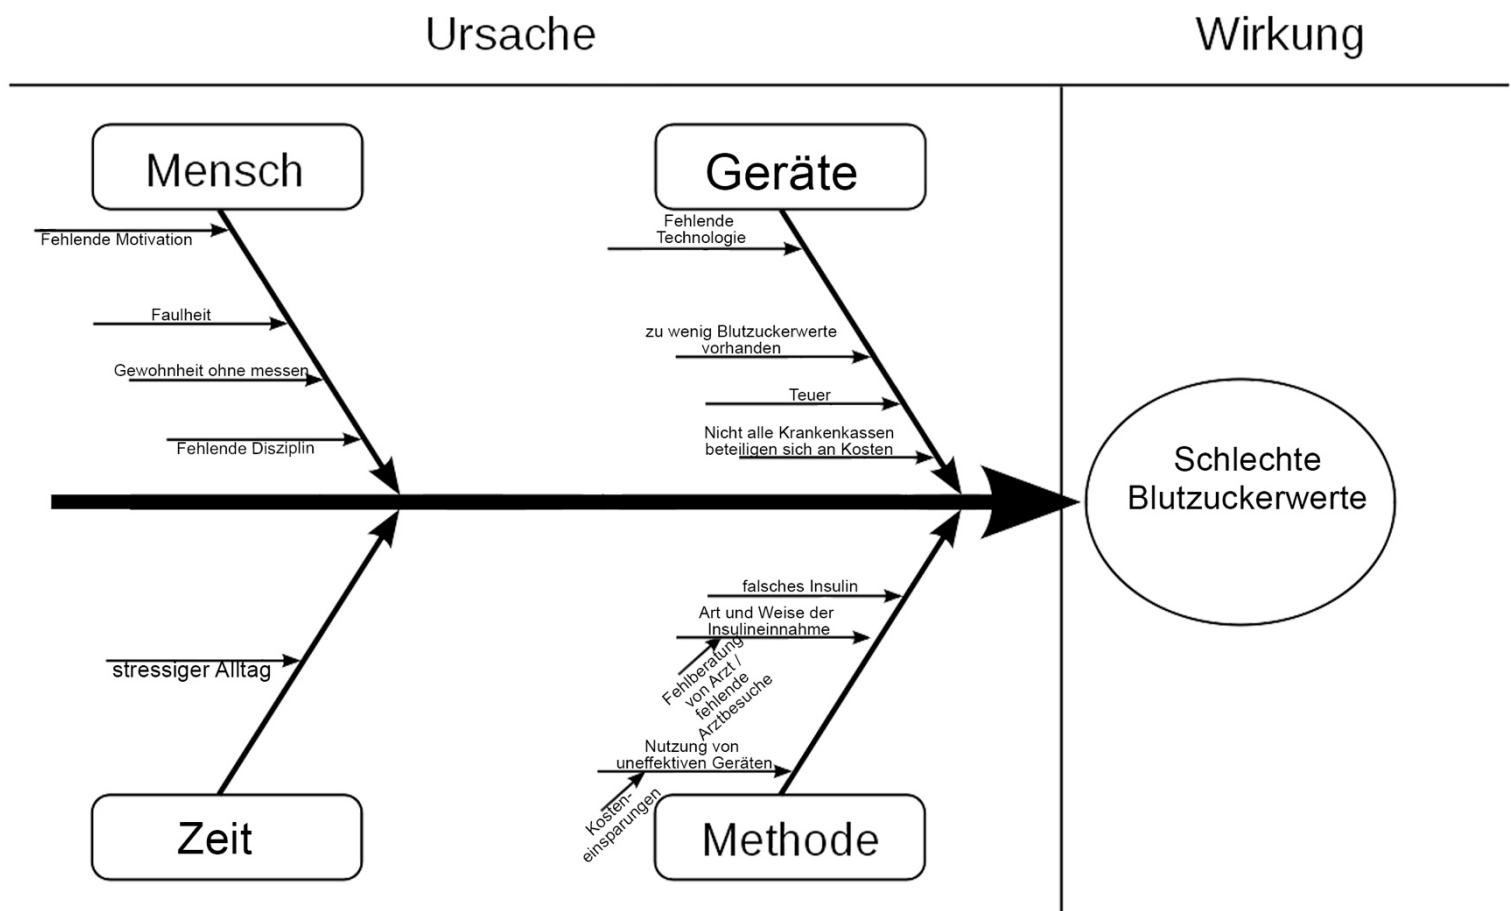 Ursache
Wirkung
Mensch
Geräte
Fehlende Motivation
Faulheit
Gewohnheit ohne messen
Fehlende Disziplin
Fehlende
Technologie
zu wenig Blutzuckerwerte
vorhanden
Teuer
Nicht alle Krankenkassen
beteiligen sich an Kosten
Schlechte
Blutzuckerwerte
stressiger Alltag
Zeit
falsches Insulin
Art und Weise der
Insulineinnahme
Fehlberatung
von Arzt /
fehlende
Arztbesuche
Nutzung von
uneffektiven Geräten
Kosten-
einsparungen
Methode